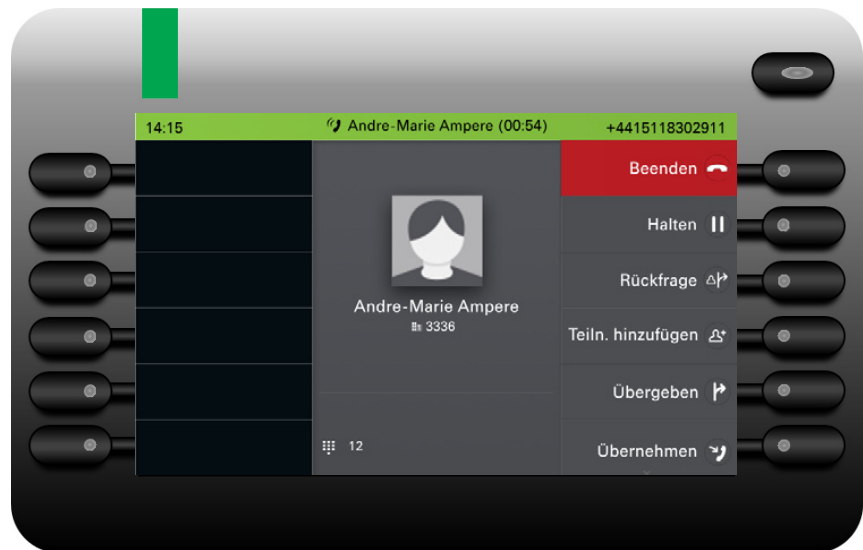 14:15 Andre-Marie Ampere (00:54) +4415118302911
Beenden
Halten
Rückfrage
Andre-Marie Ampere
3336
Teiln. hinzufügen
Übergeben
12
Übernehmen